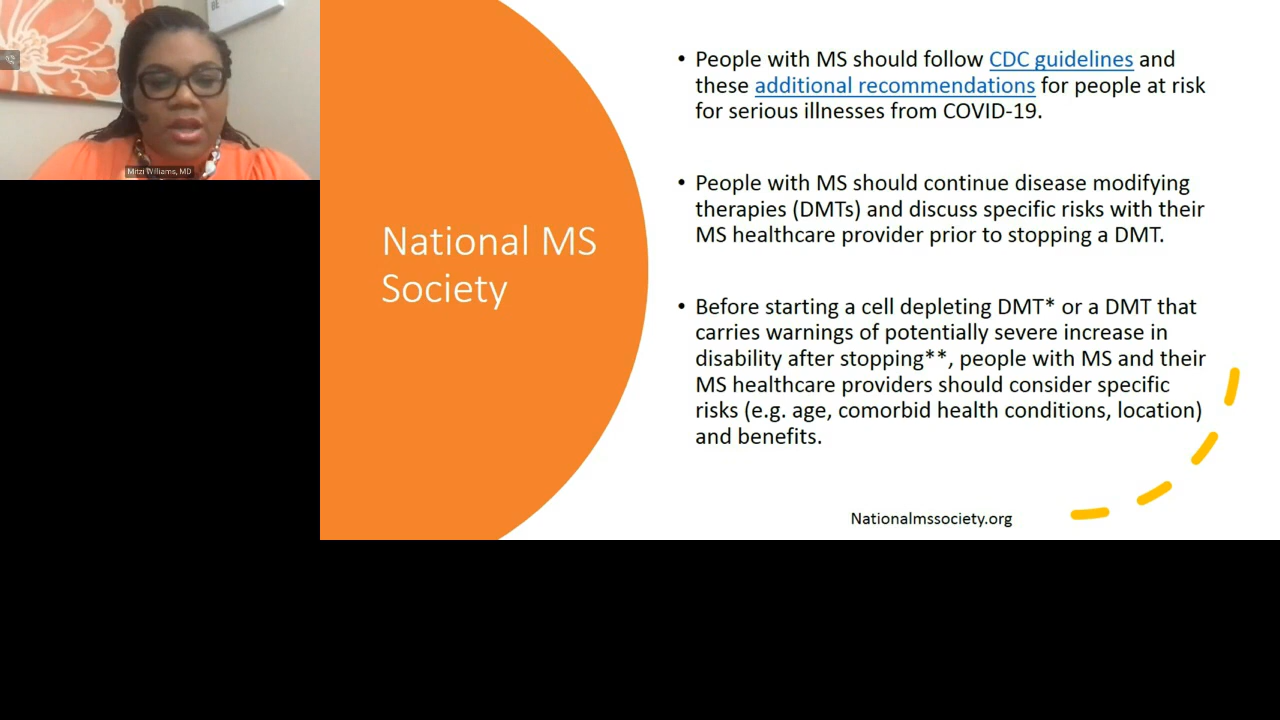 Mitzi Williams, MD
National MS
Society
• People with MS should follow CDC guidelines and
these additional recommendations for people at risk
for serious illnesses from COVID-19.
• People with MS should continue disease modifying
therapies (DMTs) and discuss specific risks with their
MS healthcare provider prior to stopping a DMT.
• Before starting a cell depleting DMT* or a DMT that
carries warnings of potentially severe increase in
disability after stopping**, people with MS and their
MS healthcare providers should consider specific
risks (e.g. age, comorbid health conditions, location)
and benefits.
Nationalmssociety.org